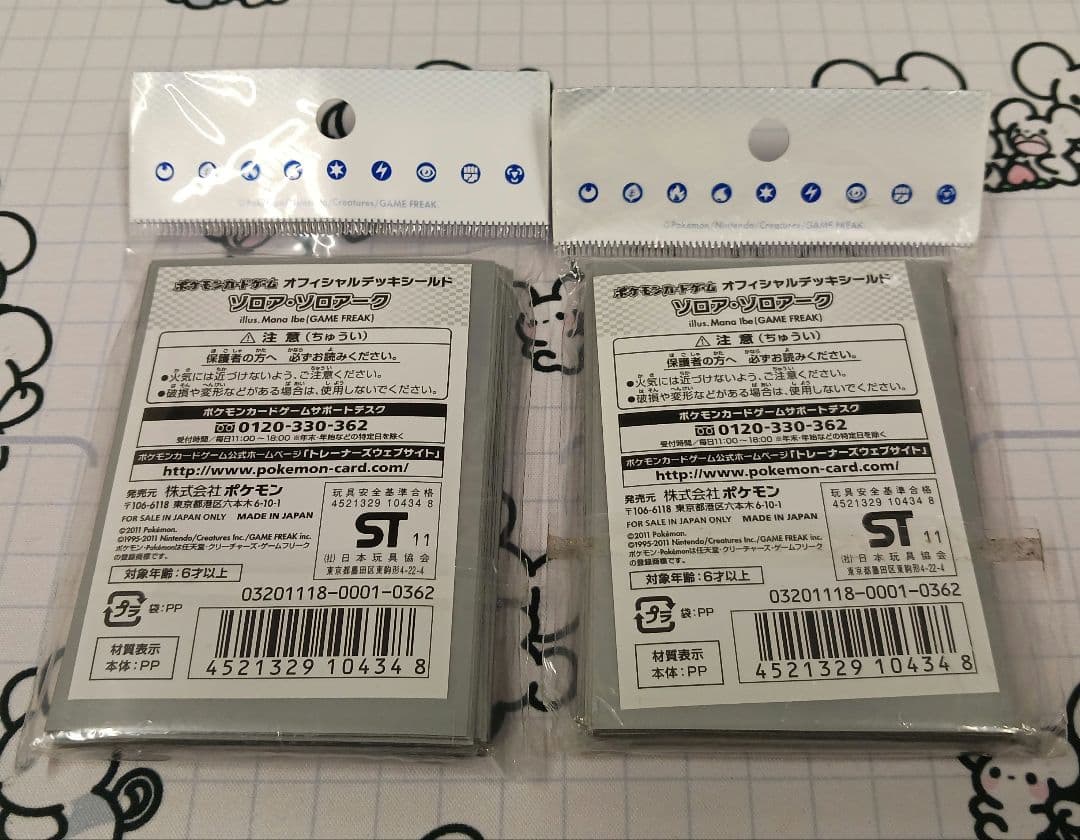 ©Pokémon/Nintendo/Creatures/GAME FREAK
ポケモンカードゲーム オフィシャルデッキシールド
ゾロア・ゾロアーク
illus. Mana Ibe (GAME FREAK)
⚠ 注意(ちゅうい)
保護者の方へ 必ずお読みください。
●火気には近づけないよう、ご注意ください。
●破損や変形などがある場合は、使用しないでください。
ポケモンカードゲームサポートデスク
0120-330-362
受付時間/毎日11:00~18:00 ※年末・年始などの特定日を除く
ポケモンカードゲーム公式ホームページ「トレーナーズウェブサイト」
http://www.pokemon-card.com/
発売元 株式会社ポケモン
〒106-6118 東京都港区六本木6-10-1
FOR SALE IN JAPAN ONLY MADE IN JAPAN
©2011 Pokémon.
©1995-2011 Nintendo/Creatures Inc./GAME FREAK inc.
ポケモン・Pokémonは任天堂・クリーチャーズ・ゲームフリーク
の登録商標です。
玩具安全基準合格
4521329 10434 8
ST 11
(社)日本玩具協会
東京都墨田区東駒形4-22-4
対象年齢:6才以上
03201118-0001-0362
プラ 袋:PP
材質表示
本体:PP
4521329 104348
©Pokémon/Nintendo/Creatures/GAME FREAK
ポケモンカードゲーム オフィシャルデッキシールド
ゾロア・ゾロアーク
illus. Mana Ibe (GAME FREAK)
⚠ 注意(ちゅうい)
保護者の方へ 必ずお読みください。
●火気には近づけないよう、ご注意ください。
●破損や変形などがある場合は、使用しないでください。
ポケモンカードゲームサポートデスク
0120-330-362
受付時間/毎日11:00~18:00 ※年末・年始などの特定日を除く
ポケモンカードゲーム公式ホームページ「トレーナーズウェブサイト」
http://www.pokemon-card.com/
発売元 株式会社ポケモン
〒106-6118 東京都港区六本木6-10-1
FOR SALE IN JAPAN ONLY MADE IN JAPAN
©2011 Pokémon.
©1995-2011 Nintendo/Creatures Inc./GAME FREAK inc.
ポケモン・Pokémonは任天堂・クリーチャーズ・ゲームフリーク
の登録商標です。
玩具安全基準合格
4521329 10434 8
ST 11
(社)日本玩具協会
東京都墨田区東駒形4-22-4
対象年齢:6才以上
03201118-0001-0362
プラ 袋:PP
材質表示
本体:PP
4521329 104348